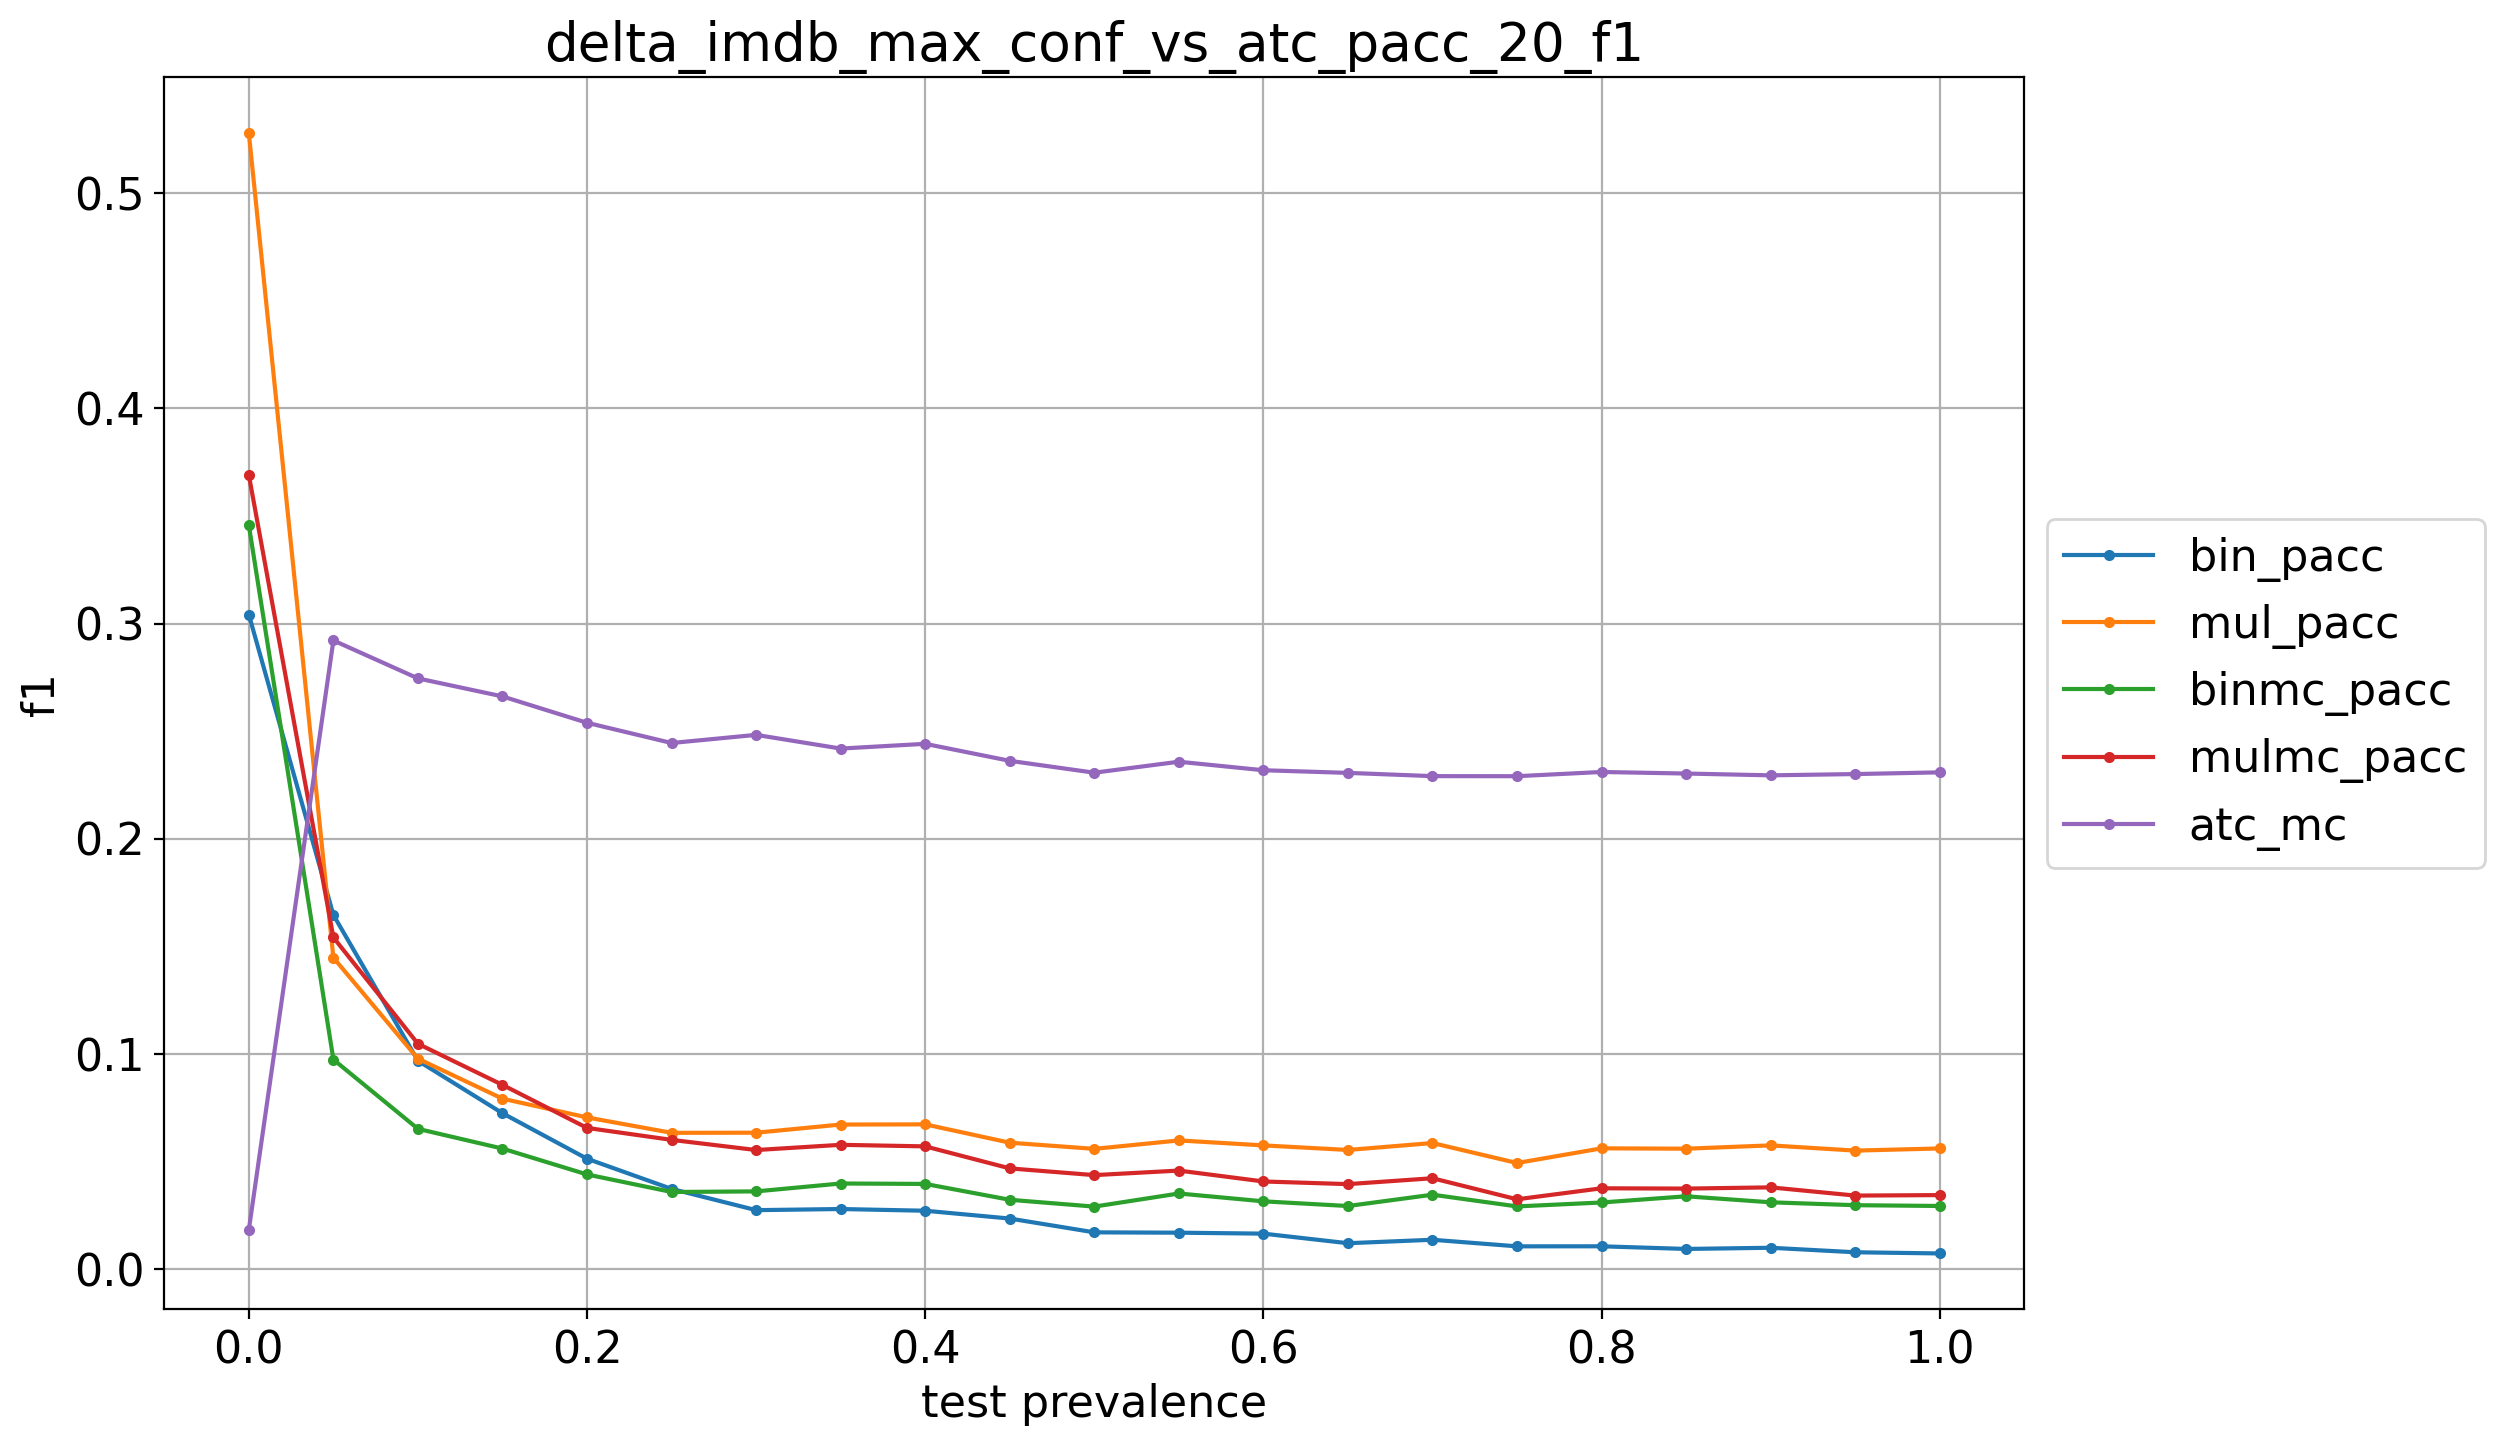 delta_imdb_max_conf_vs_atc_pacc_20_f1
f1
0.5
0.4
0.3
0.2
0.1
0.0
0.0 0.2 0.4 0.6 0.8 1.0
test prevalence
bin_pacc
mul_pacc
binmc_pacc
mulmc_pacc
atc_mc